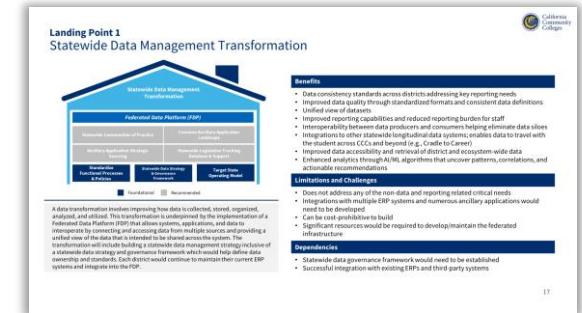 Landing Point 1
Statewide Data Management Transformation
California
Community
Colleges
Statewide Data Management
Transformation
Federated Data Platform (FDP)
Statewide Communities of Practice
Common Ancillary Application
Landscape
Ancillary Application Strategic
Sourcing
Statewide Legislative Tracking
Database & Support
Standardize
Functional Processes
& Policies
Statewide Data Strategy
& Governance
Framework
Target State
Operating Model
Foundational
Recommended
A data transformation involves improving how data is collected, stored, organized,
analyzed, and utilized. This transformation is underpinned by the implementation of a
Federated Data Platform (FDP) that allows systems, applications, and data to
interoperate by connecting and accessing data from multiple sources and providing a
unified view of the data that is intended to be shared across the system. The
transformation will include building a statewide data management strategy inclusive of
a statewide data strategy and governance framework which would help define data
ownership and standards. Each district would continue to maintain their current ERP
systems and integrate into the FDP.
Benefits
• Data consistency standards across districts addressing key reporting needs
• Improved data quality through standardized formats and consistent data definitions
• Unified view of datasets
• Improved reporting capabilities and reduced reporting burden for staff
• Interoperability between data producers and consumers helping eliminate data siloes
• Integrations to other statewide longitudinal data systems; enables data to travel with
the student across CCCs and beyond (e.g., Cradle to Career)
• Improved data accessibility and retrieval of district and ecosystem-wide data
• Enhanced analytics through AI/ML algorithms that uncover patterns, correlations, and
actionable recommendations
Limitations and Challenges
• Does not address any of the non-data and reporting related critical needs
• Integrations with multiple ERP systems and numerous ancillary applications would
need to be developed
• Can be cost-prohibitive to build
• Significant resources would be required to develop/maintain the federated
infrastructure
Dependencies
• Statewide data governance framework would need to be established
• Successful integration with existing ERPs and third-party systems
17